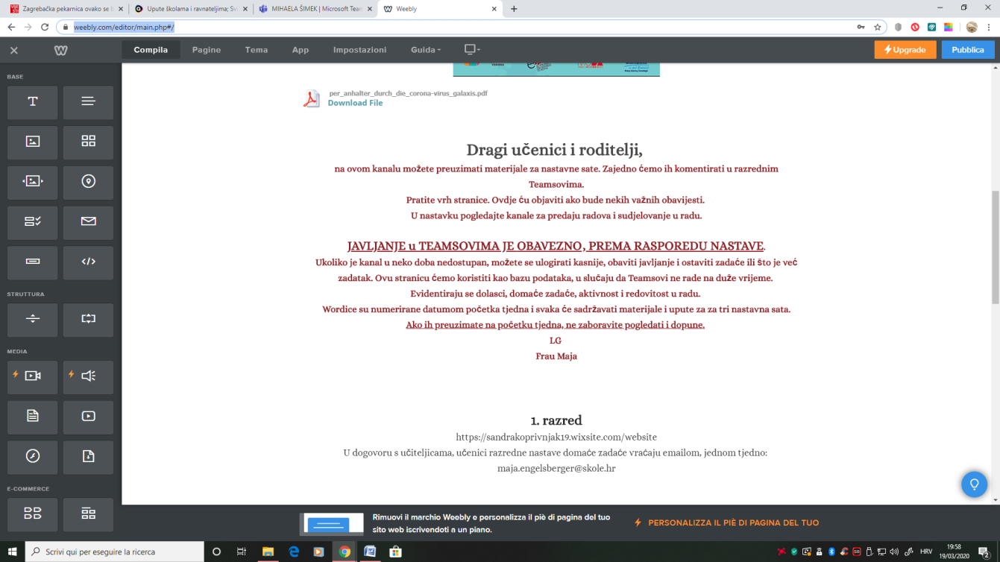 Zagrebačka pekarnica ovako se b
Upute školama i ravnateljima; Svi
MIHAELA ŠIMEK | Microsoft Team
Weebly
weebly.com/editor/main.php#/
Compila
Pagine
Tema
App
Impostazioni
Guida
Upgrade
Pubblica
BASE
STRUTTURA
MEDIA
E-COMMERCE
per_anhalter_durch_die_corona-virus_galaxis.pdf
Download File
Dragi učenici i roditelji,
na ovom kanalu možete preuzimati materijale za nastavne sate. Zajedno ćemo ih komentirati u razrednim
Teamsovima.
Pratite vrh stranice. Ovdje ću objaviti ako bude nekih važnih obavijesti.
U nastavku pogledajte kanale za predaju radova i sudjelovanje u radu.
JAVLJANJE u TEAMSOVIMA JE OBAVEZNO, PREMA RASPOREDU NASTAVE.
Ukoliko je kanal u neko doba nedostupan, možete se ulogirati kasnije, obaviti javljanje i ostaviti zadaće ili što je već
zadatak. Ovu stranicu ćemo koristiti kao bazu podataka, u slućaju da Teamsovi ne rade na duže vrijeme.
Evidentiraju se dolasci, domaće zadaće, aktivnost i redovitost u radu.
Wordice su numerirane datumom početka tjedna i svaka će sadržavati materijale i upute za za tri nastavna sata.
Ako ih preuzimate na početku tjedna, ne zaboravite pogledati i dopune.
LG
Frau Maja
1. razred
https://sandrakoprivnjak19.wixsite.com/website
U dogovoru s učiteljicama, učenici razredne nastave domaće zadaće vraćaju emailom, jednom tjedno:
maja.engelsberger@skole.hr
Rimuovi il marchio Weebly e personalizza il piè di pagina del tuo
sito web iscrivendoti a un piano.
PERSONALIZZA IL PIÈ DI PAGINA DEL TUO
Scrivi qui per eseguire la ricerca
HRV
19:58
19/03/2020